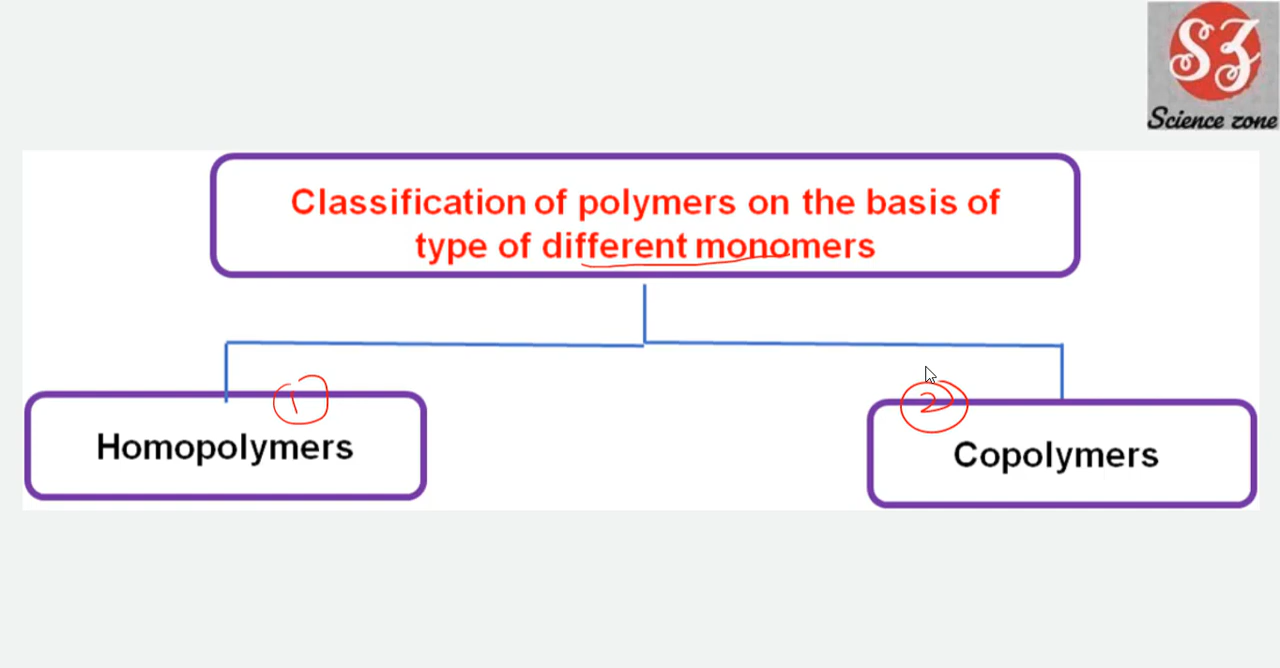 SZ
Science zone
Classification of polymers on the basis of
type of different monomers
1
Homopolymers
2
Copolymers